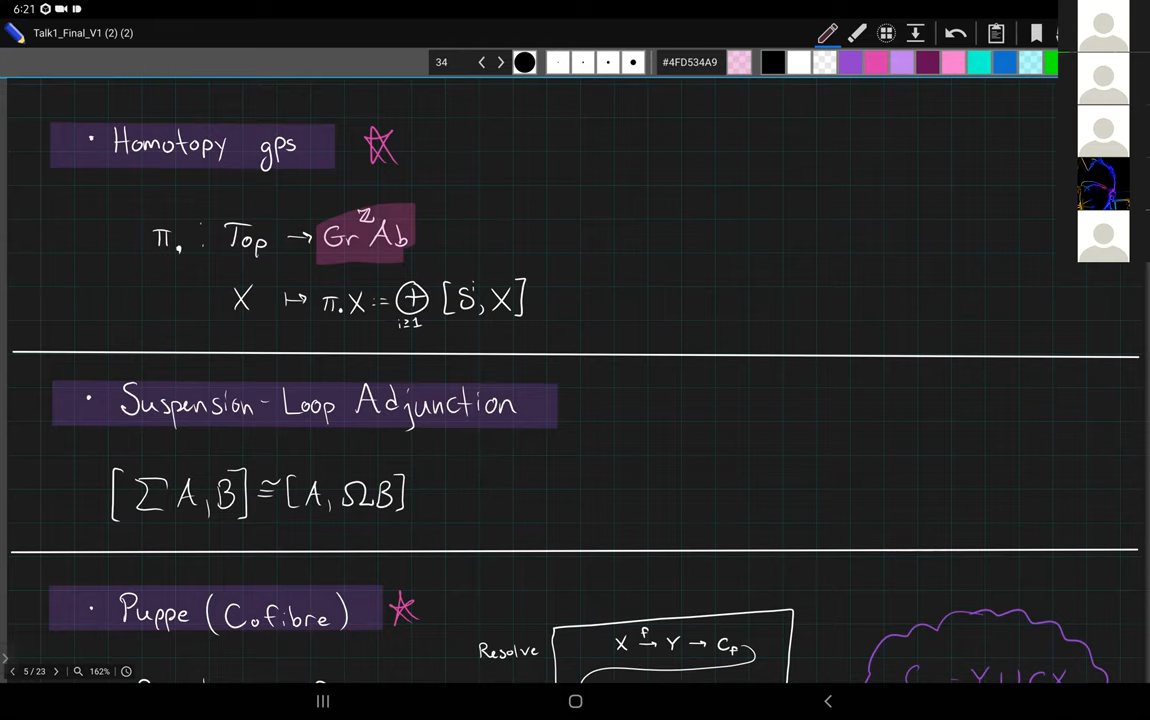 6:21
Talk1_Final_V1 (2) (2)
34
#4FD534A9
· Homotopy gps
π. : Top → Gr^ℤ Ab
X ↦ π.X := ⊕_{i≥1} [Sⁱ, X]
· Suspension-Loop Adjunction
[ΣA, B] ≅ [A, ΩB]
· Puppe (Cofibre)
Resolve
X →^f Y → C_f
5 / 23
162%